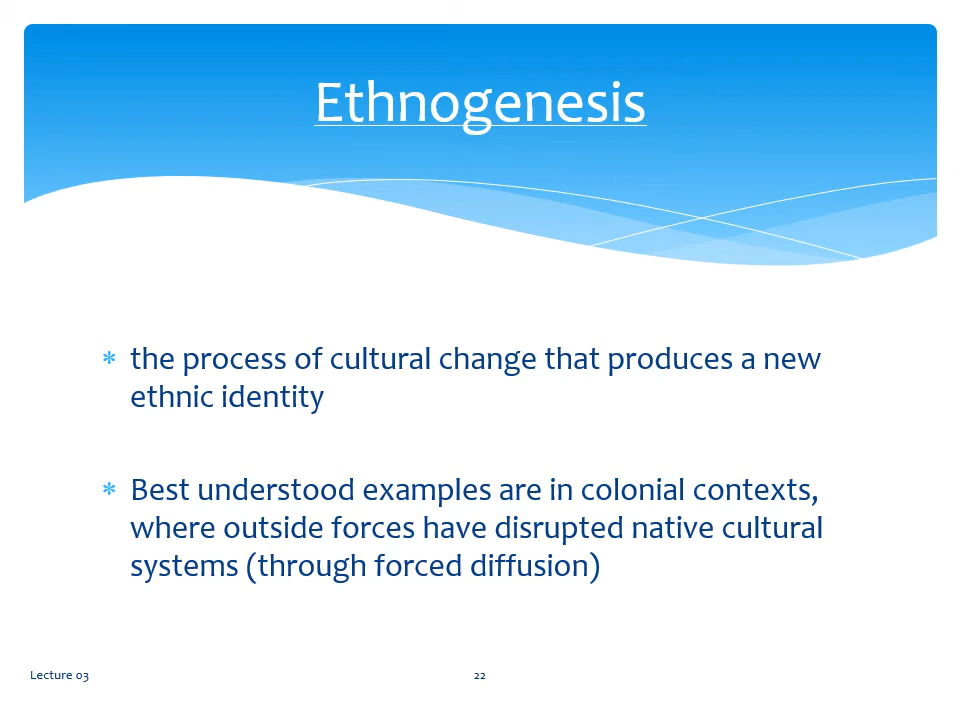 Ethnogenesis
* the process of cultural change that produces a new
ethnic identity
* Best understood examples are in colonial contexts,
where outside forces have disrupted native cultural
systems (through forced diffusion)
Lecture 03
22